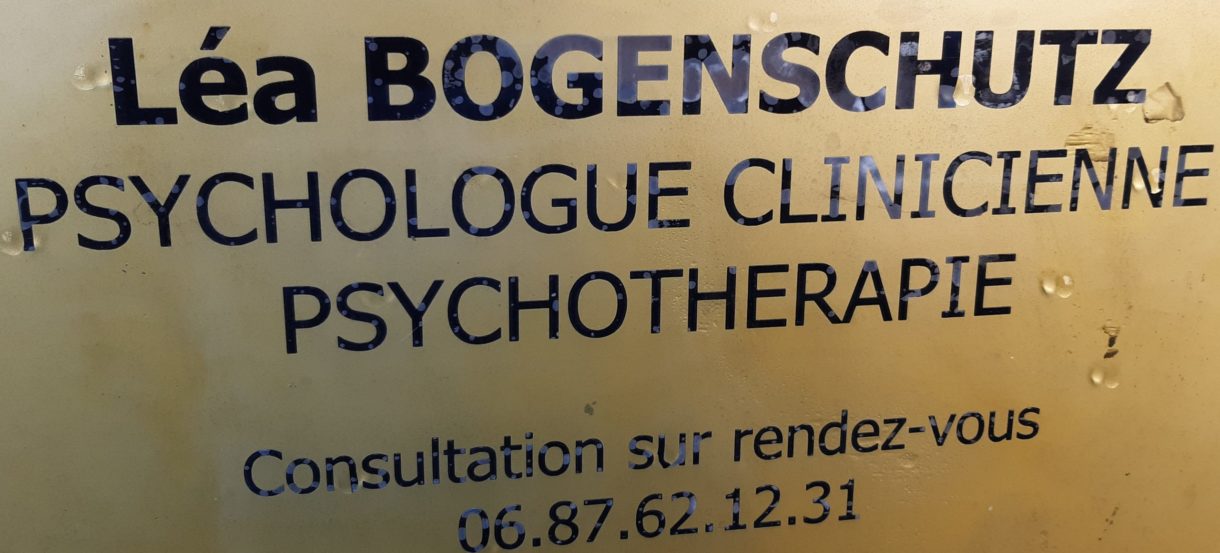 Léa BOGENSCHUTZ
PSYCHOLOGUE CLINICIENNE
PSYCHOTHERAPIE
Consultation sur rendez-vous
06.87.62.12.31